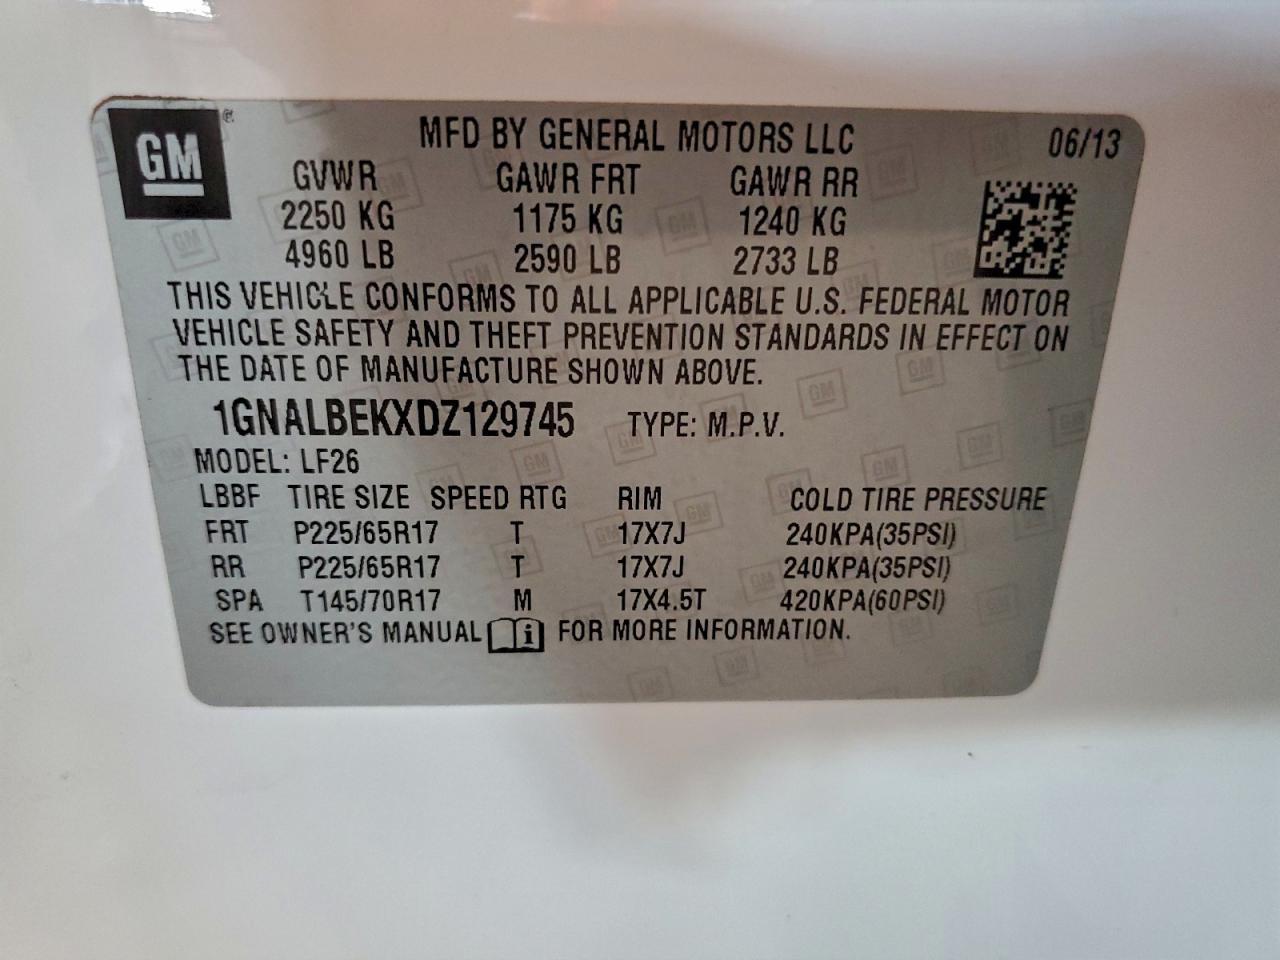 GM
MFD BY GENERAL MOTORS LLC 06/13
GVWR GAWR FRT GAWR RR
2250 KG 1175 KG 1240 KG
4960 LB 2590 LB 2733 LB
THIS VEHICLE CONFORMS TO ALL APPLICABLE U.S. FEDERAL MOTOR
VEHICLE SAFETY AND THEFT PREVENTION STANDARDS IN EFFECT ON
THE DATE OF MANUFACTURE SHOWN ABOVE.
1GNALBEKXDZ129745 TYPE: M.P.V.
MODEL: LF26
LBBF TIRE SIZE SPEED RTG RIM COLD TIRE PRESSURE
FRT P225/65R17 T 17X7J 240KPA(35PSI)
RR P225/65R17 T 17X7J 240KPA(35PSI)
SPA T145/70R17 M 17X4.5T 420KPA(60PSI)
SEE OWNER'S MANUAL FOR MORE INFORMATION.